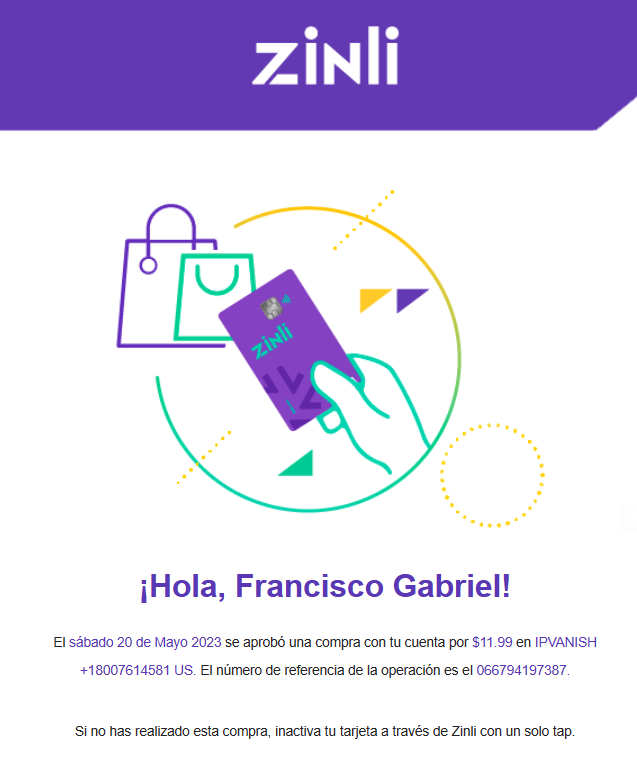 zinli
zinli
¡Hola, Francisco Gabriel!
El sábado 20 de Mayo 2023 se aprobó una compra con tu cuenta por $11.99 en IPVANISH
+18007614581 US. El número de referencia de la operación es el 066794197387.
Si no has realizado esta compra, inactiva tu tarjeta a través de Zinli con un solo tap.